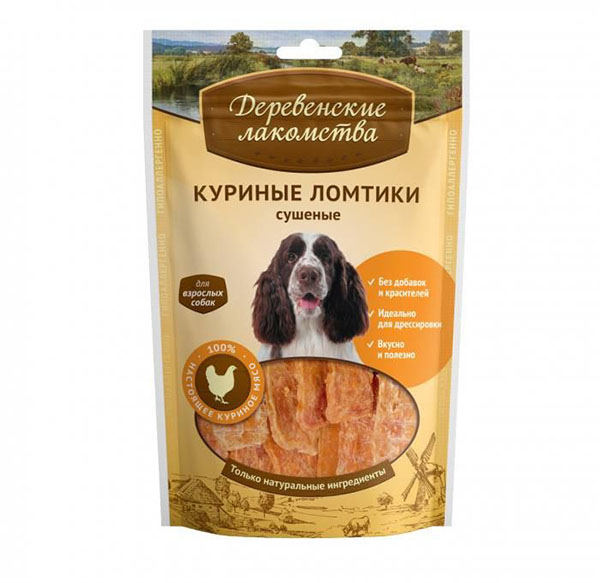 Деревенские
лакомства
КУРИНЫЕ ЛОМТИКИ
сушеные
для
взрослых
собак
Без добавок
и красителей
Идеально
для дрессировки
Вкусно
и полезно
100%
НАСТОЯЩЕЕ КУРИНОЕ МЯСО
Только натуральные ингредиенты
ГИПОАЛЛЕРГЕННО
ГИПОАЛЛЕРГЕННО